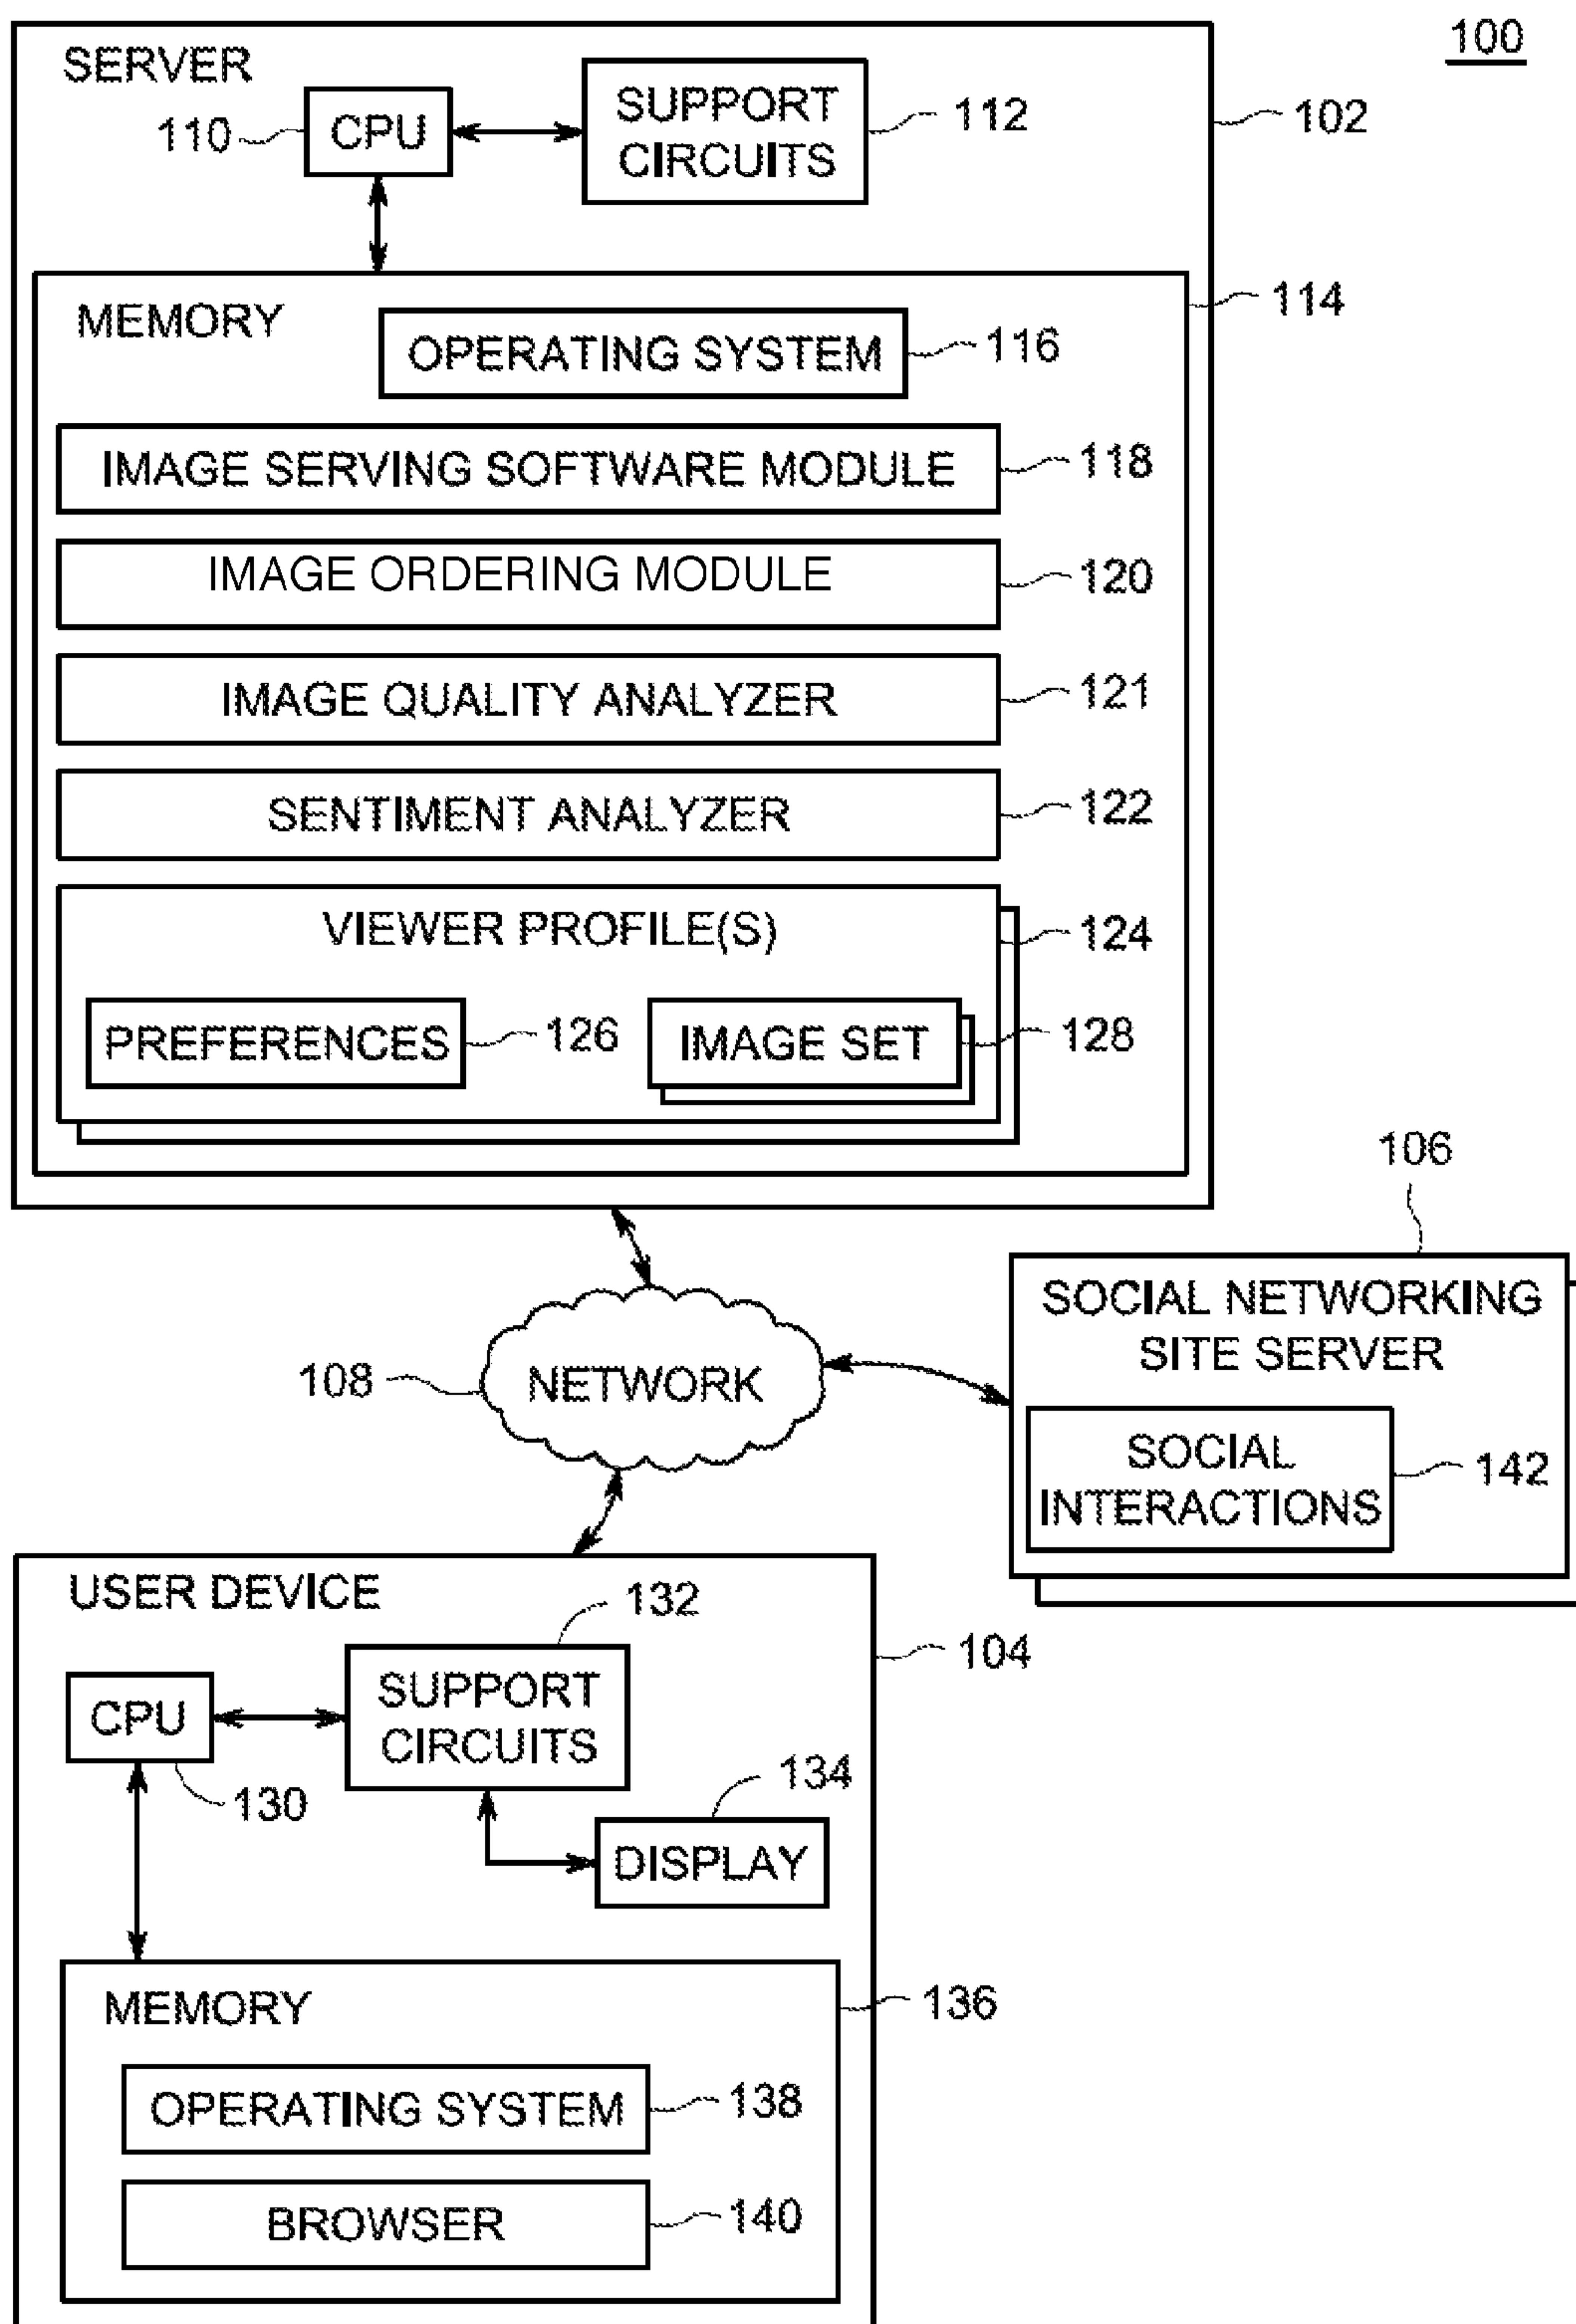 100
SERVER
102
110
CPU
SUPPORT
CIRCUITS
112
114
MEMORY
OPERATING SYSTEM
116
IMAGE SERVING SOFTWARE MODULE
118
IMAGE ORDERING MODULE
120
IMAGE QUALITY ANALYZER
121
SENTIMENT ANALYZER
122
VIEWER PROFILE(S)
124
PREFERENCES
126
IMAGE SET
128
106
SOCIAL NETWORKING
SITE SERVER
108
NETWORK
SOCIAL
INTERACTIONS
142
USER DEVICE
132
104
CPU
SUPPORT
CIRCUITS
130
134
DISPLAY
MEMORY
136
OPERATING SYSTEM
138
BROWSER
140